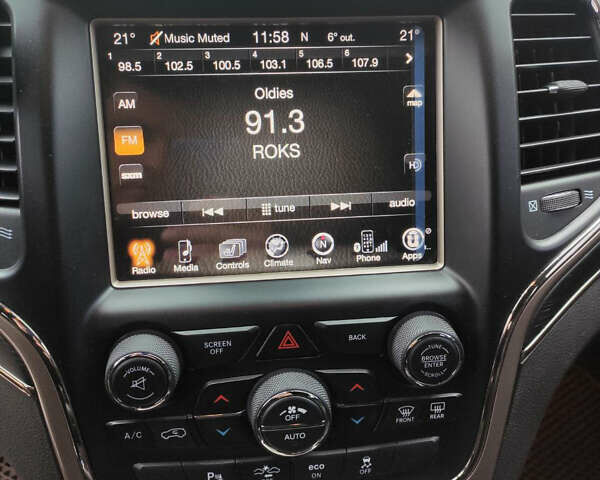 21° Music Muted 11:58 N 6° out. 21°
1 98.5 2 102.5 3 100.5 4 103.1 5 106.5 6 107.9
Oldies
AM map
91.3
FM
ROKS
sxm HD
browse tune audio
Radio Media Controls Climate Nav Phone Apps
SCREEN OFF BACK
VOLUME TUNE
BROWSE ENTER
SCROLL
OFF
AUTO
A/C FRONT REAR
P eco ON OFF